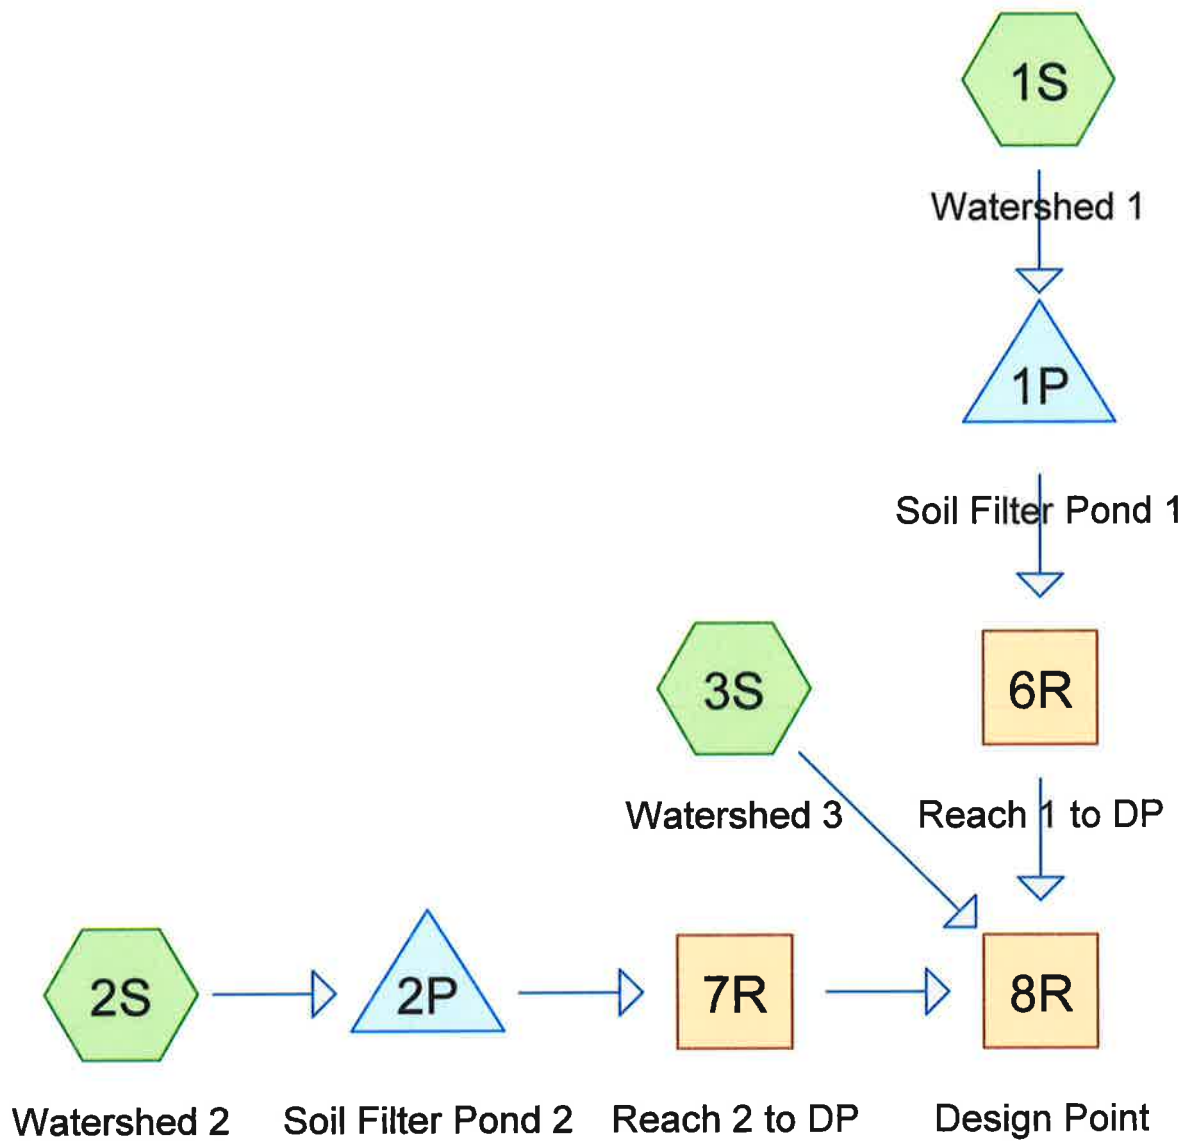 1S
Watershed 1
1P
Soil Filter Pond 1
3S
6R
Watershed 3
Reach 1 to DP
2S
2P
7R
8R
Watershed 2
Soil Filter Pond 2
Reach 2 to DP
Design Point